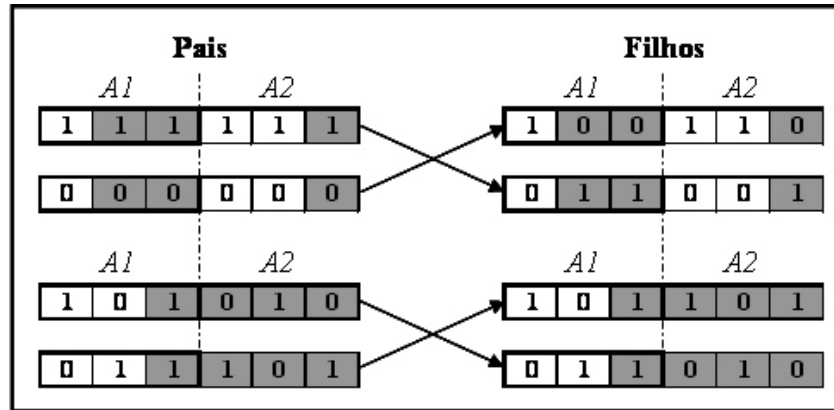 Pais Filhos
A1 A2 A1 A2
1 1 1 1 1 1 1 0 0 1 1 0
0 0 0 0 0 0 0 1 1 0 0 1
A1 A2 A1 A2
1 0 1 0 1 0 1 0 1 1 0 1
0 1 1 1 0 1 0 1 1 0 1 0